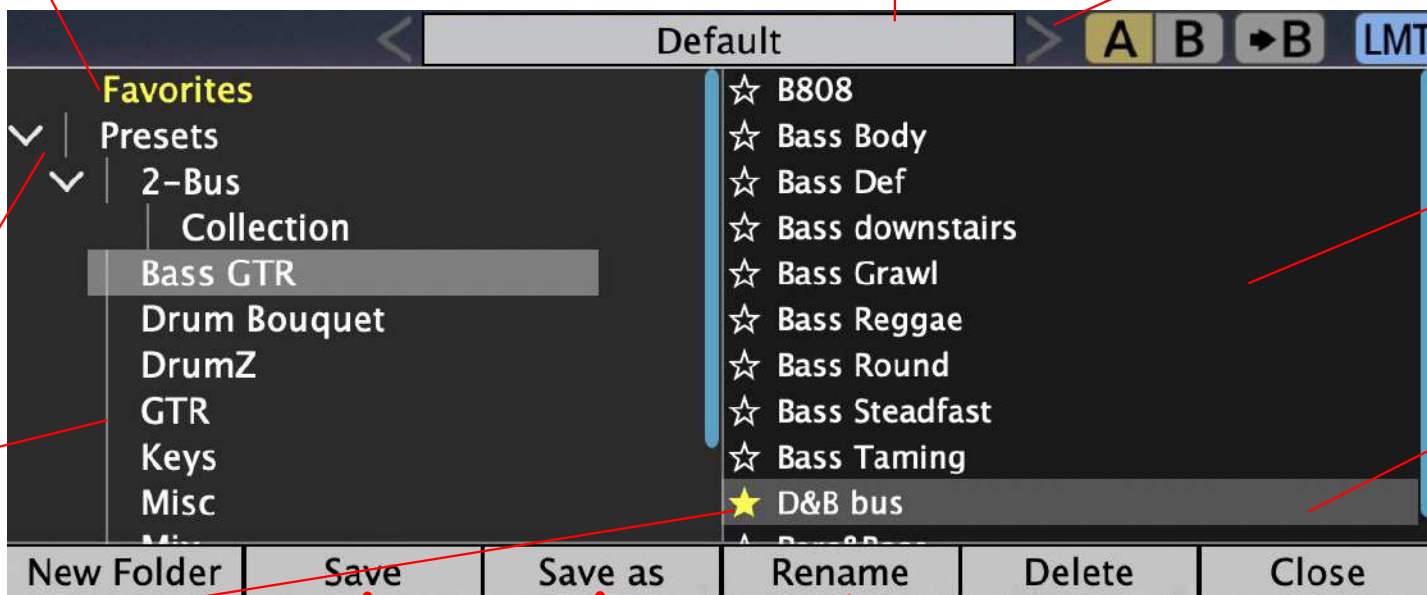 Default A B B LMT
Favorites
Presets
2-Bus
Collection
Bass GTR
Drum Bouquet
DrumZ
GTR
Keys
Misc
B808
Bass Body
Bass Def
Bass downstairs
Bass Grawl
Bass Reggae
Bass Round
Bass Steadfast
Bass Taming
D&B bus
New Folder Save Save as Rename Delete Close